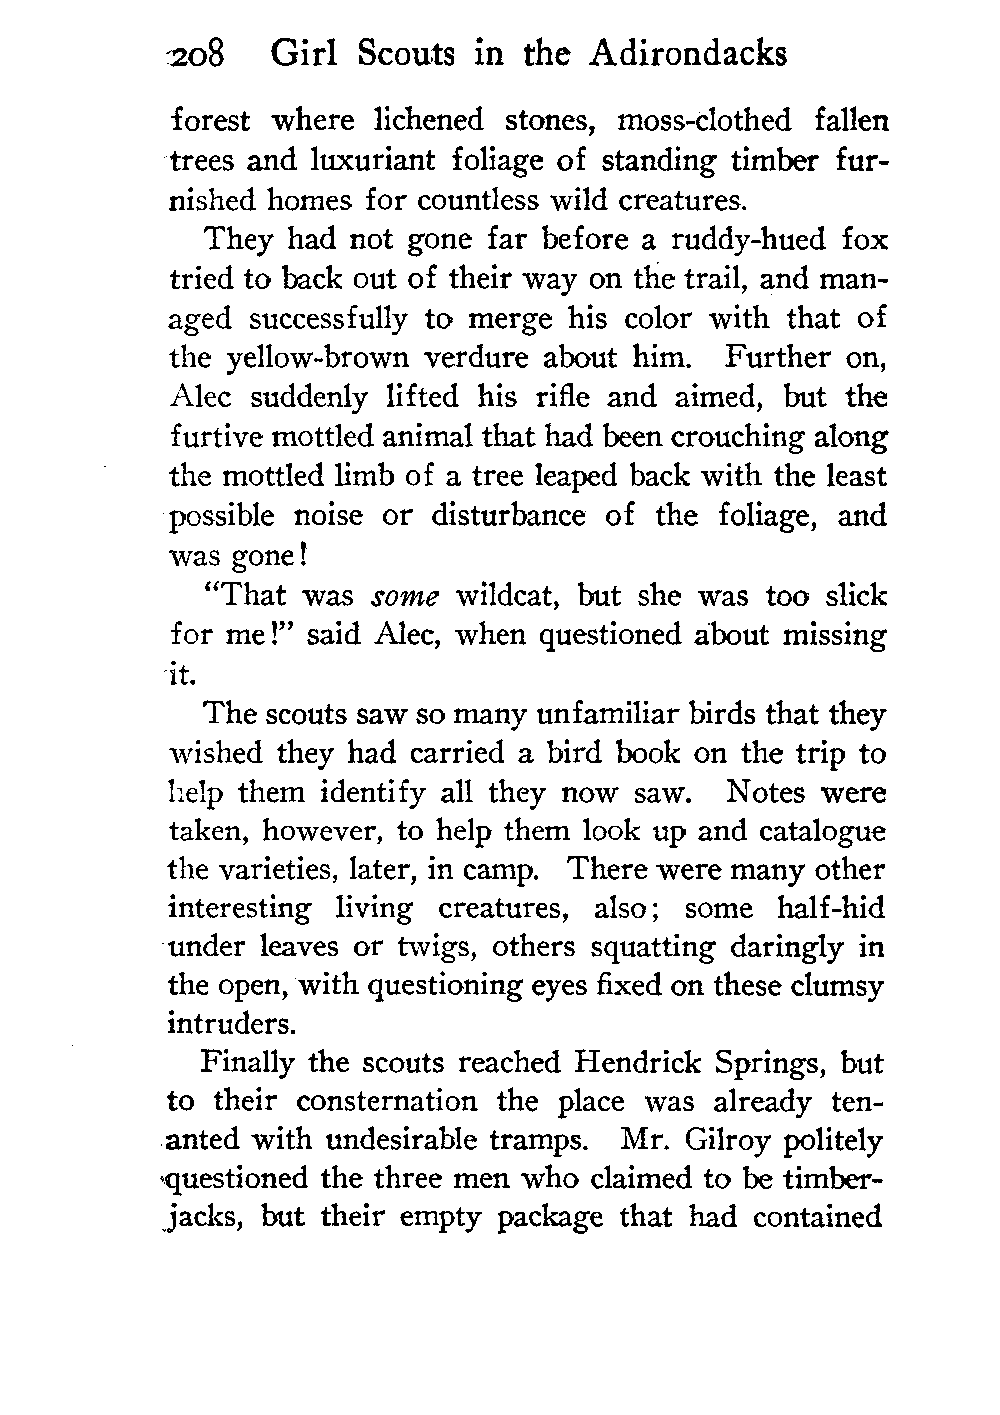 208 Girl Scouts in the Adirondacks
forest where lichened stones, moss-clothed fallen
trees and luxuriant foliage of standing timber fur-
nished homes for countless wild creatures.
They had not gone far before a ruddy-hued fox
tried to back out of their way on the trail, and man-
aged successfully to merge his color with that of
the yellow-brown verdure about him. Further on,
Alec suddenly lifted his rifle and aimed, but the
furtive mottled animal that had been crouching along
the mottled limb of a tree leaped back with the least
possible noise or disturbance of the foliage, and
was gone!
“That was some wildcat, but she was too slick
for me!” said Alec, when questioned about missing
it.
The scouts saw so many unfamiliar birds that they
wished they had carried a bird book on the trip to
help them identify all they now saw. Notes were
taken, however, to help them look up and catalogue
the varieties, later, in camp. There were many other
interesting living creatures, also; some half-hid
under leaves or twigs, others squatting daringly in
the open, with questioning eyes fixed on these clumsy
intruders.
Finally the scouts reached Hendrick Springs, but
to their consternation the place was already ten-
anted with undesirable tramps. Mr. Gilroy politely
questioned the three men who claimed to be timber-
jacks, but their empty package that had contained